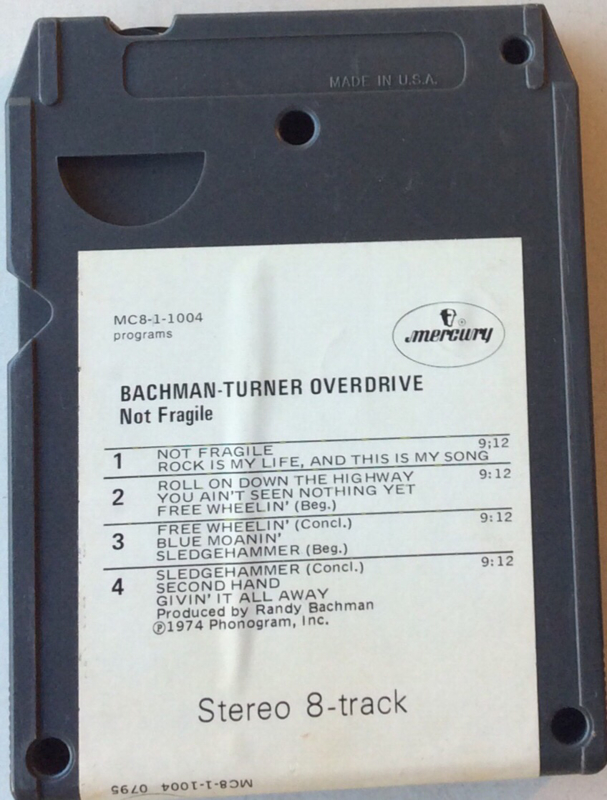 MADE IN U.S.A.
MC8-1-1004
programs
mercury®
BACHMAN-TURNER OVERDRIVE
Not Fragile
1 NOT FRAGILE 9;12
ROCK IS MY LIFE, AND THIS IS MY SONG
2 ROLL ON DOWN THE HIGHWAY 9:12
YOU AIN'T SEEN NOTHING YET
FREE WHEELIN' (Beg.)
3 FREE WHEELIN' (Concl.) 9:12
BLUE MOANIN'
SLEDGEHAMMER (Beg.)
4 SLEDGEHAMMER (Concl.) 9:12
SECOND HAND
GIVIN' IT ALL AWAY
Produced by Randy Bachman
℗1974 Phonogram, Inc.
Stereo 8-track
MC8-1-1004 0795